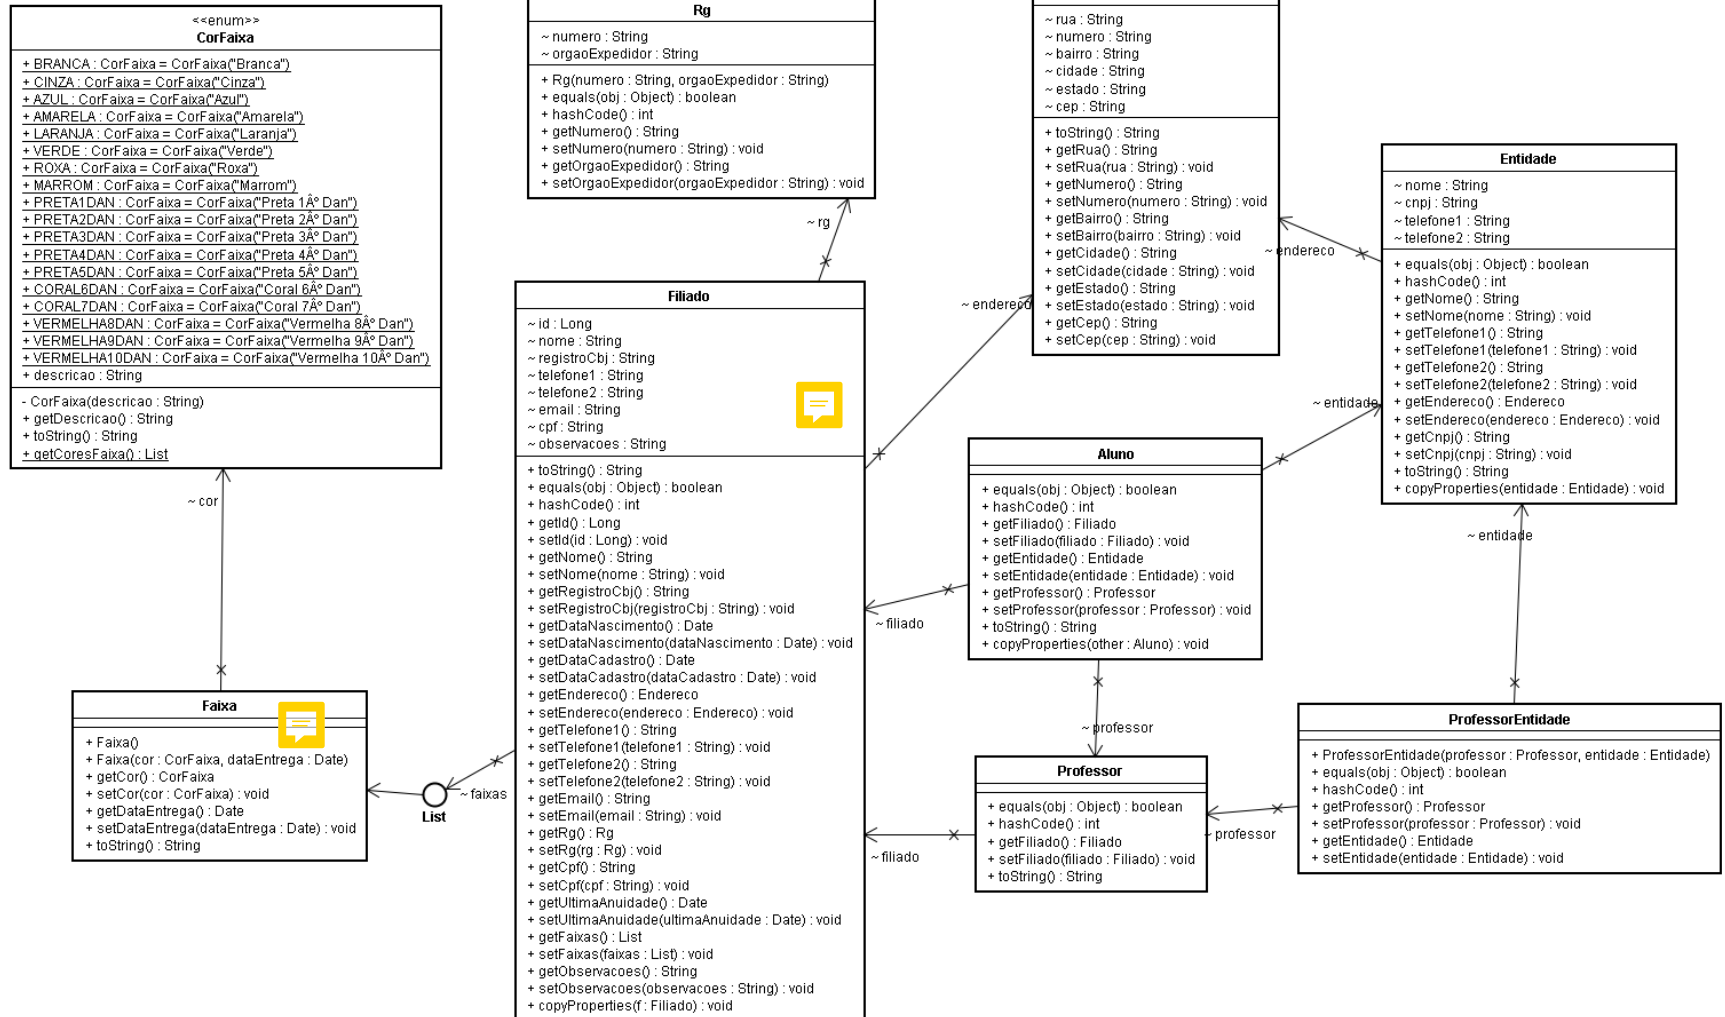 <<enum>>
CorFaixa
+ BRANCA : CorFaixa = CorFaixa("Branca")
+ CINZA : CorFaixa = CorFaixa("Cinza")
+ AZUL : CorFaixa = CorFaixa("Azul")
+ AMARELA : CorFaixa = CorFaixa("Amarela")
+ LARANJA : CorFaixa = CorFaixa("Laranja")
+ VERDE : CorFaixa = CorFaixa("Verde")
+ ROXA : CorFaixa = CorFaixa("Roxa")
+ MARROM : CorFaixa = CorFaixa("Marrom")
+ PRETA1DAN : CorFaixa = CorFaixa("Preta 1Âº Dan")
+ PRETA2DAN : CorFaixa = CorFaixa("Preta 2Âº Dan")
+ PRETA3DAN : CorFaixa = CorFaixa("Preta 3Âº Dan")
+ PRETA4DAN : CorFaixa = CorFaixa("Preta 4Âº Dan")
+ PRETA5DAN : CorFaixa = CorFaixa("Preta 5Âº Dan")
+ CORAL6DAN : CorFaixa = CorFaixa("Coral 6Âº Dan")
+ CORAL7DAN : CorFaixa = CorFaixa("Coral 7Âº Dan")
+ VERMELHA8DAN : CorFaixa = CorFaixa("Vermelha 8Âº Dan")
+ VERMELHA9DAN : CorFaixa = CorFaixa("Vermelha 9Âº Dan")
+ VERMELHA10DAN : CorFaixa = CorFaixa("Vermelha 10Âº Dan")
+ descricao : String
- CorFaixa(descricao : String)
+ getDescricao() : String
+ toString() : String
+ getCoresFaixa() : List
~ cor
Faixa
+ Faixa()
+ Faixa(cor : CorFaixa, dataEntrega : Date)
+ getCor() : CorFaixa
+ setCor(cor : CorFaixa) : void
+ getDataEntrega() : Date
+ setDataEntrega(dataEntrega : Date) : void
+ toString() : String
List
~ faixas
Rg
~ numero : String
~ orgaoExpedidor : String
+ Rg(numero : String, orgaoExpedidor : String)
+ equals(obj : Object) : boolean
+ hashCode() : int
+ getNumero() : String
+ setNumero(numero : String) : void
+ getOrgaoExpedidor() : String
+ setOrgaoExpedidor(orgaoExpedidor : String) : void
~ rg
Filiado
~ id : Long
~ nome : String
~ registroCbj : String
~ telefone1 : String
~ telefone2 : String
~ email : String
~ cpf : String
~ observacoes : String
+ toString() : String
+ equals(obj : Object) : boolean
+ hashCode() : int
+ getId() : Long
+ setId(id : Long) : void
+ getNome() : String
+ setNome(nome : String) : void
+ getRegistroCbj() : String
+ setRegistroCbj(registroCbj : String) : void
+ getDataNascimento() : Date
+ setDataNascimento(dataNascimento : Date) : void
+ getDataCadastro() : Date
+ setDataCadastro(dataCadastro : Date) : void
+ getEndereco() : Endereco
+ setEndereco(endereco : Endereco) : void
+ getTelefone1() : String
+ setTelefone1(telefone1 : String) : void
+ getTelefone2() : String
+ setTelefone2(telefone2 : String) : void
+ getEmail() : String
+ setEmail(email : String) : void
+ getRg() : Rg
+ setRg(rg : Rg) : void
+ getCpf() : String
+ setCpf(cpf : String) : void
+ getUltimaAnuidade() : Date
+ setUltimaAnuidade(ultimaAnuidade : Date) : void
+ getFaixas() : List
+ setFaixas(faixas : List) : void
+ getObservacoes() : String
+ setObservacoes(observacoes : String) : void
+ copyProperties(f : Filiado) : void
~ endereco
~ rua : String
~ numero : String
~ bairro : String
~ cidade : String
~ estado : String
~ cep : String
+ toString() : String
+ getRua() : String
+ setRua(rua : String) : void
+ getNumero() : String
+ setNumero(numero : String) : void
+ getBairro() : String
+ setBairro(bairro : String) : void
+ getCidade() : String
+ setCidade(cidade : String) : void
+ getEstado() : String
+ setEstado(estado : String) : void
+ getCep() : String
+ setCep(cep : String) : void
~ endereco
Entidade
~ nome : String
~ cnpj : String
~ telefone1 : String
~ telefone2 : String
+ equals(obj : Object) : boolean
+ hashCode() : int
+ getNome() : String
+ setNome(nome : String) : void
+ getTelefone1() : String
+ setTelefone1(telefone1 : String) : void
+ getTelefone2() : String
+ setTelefone2(telefone2 : String) : void
+ getEndereco() : Endereco
+ setEndereco(endereco : Endereco) : void
+ getCnpj() : String
+ setCnpj(cnpj : String) : void
+ toString() : String
+ copyProperties(entidade : Entidade) : void
~ entidade
~ entidade
Aluno
+ equals(obj : Object) : boolean
+ hashCode() : int
+ getFiliado() : Filiado
+ setFiliado(filiado : Filiado) : void
+ getEntidade() : Entidade
+ setEntidade(entidade : Entidade) : void
+ getProfessor() : Professor
+ setProfessor(professor : Professor) : void
+ toString() : String
+ copyProperties(other : Aluno) : void
~ filiado
~ professor
Professor
+ equals(obj : Object) : boolean
+ hashCode() : int
+ getFiliado() : Filiado
+ setFiliado(filiado : Filiado) : void
+ toString() : String
~ filiado
~ professor
ProfessorEntidade
+ ProfessorEntidade(professor : Professor, entidade : Entidade)
+ equals(obj : Object) : boolean
+ hashCode() : int
+ getProfessor() : Professor
+ setProfessor(professor : Professor) : void
+ getEntidade() : Entidade
+ setEntidade(entidade : Entidade) : void